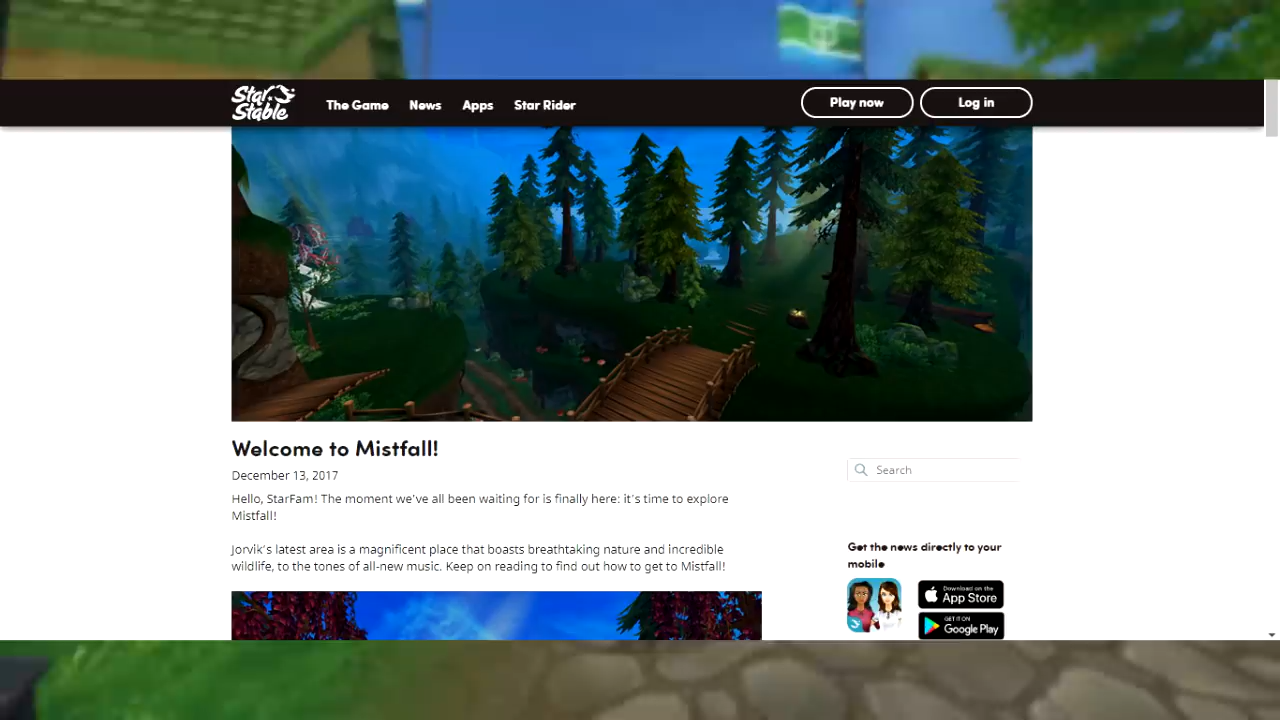 Star Stable
The Game
News
Apps
Star Rider
Play now
Log in
Welcome to Mistfall!
December 13, 2017
Hello, StarFam! The moment we've all been waiting for is finally here: it's time to explore
Mistfall!
Jorvik's latest area is a magnificent place that boasts breathtaking nature and incredible
wildlife, to the tones of all-new music. Keep on reading to find out how to get to Mistfall!
Search
Get the news directly to your
mobile
Download on the
App Store
GET IT ON
Google Play